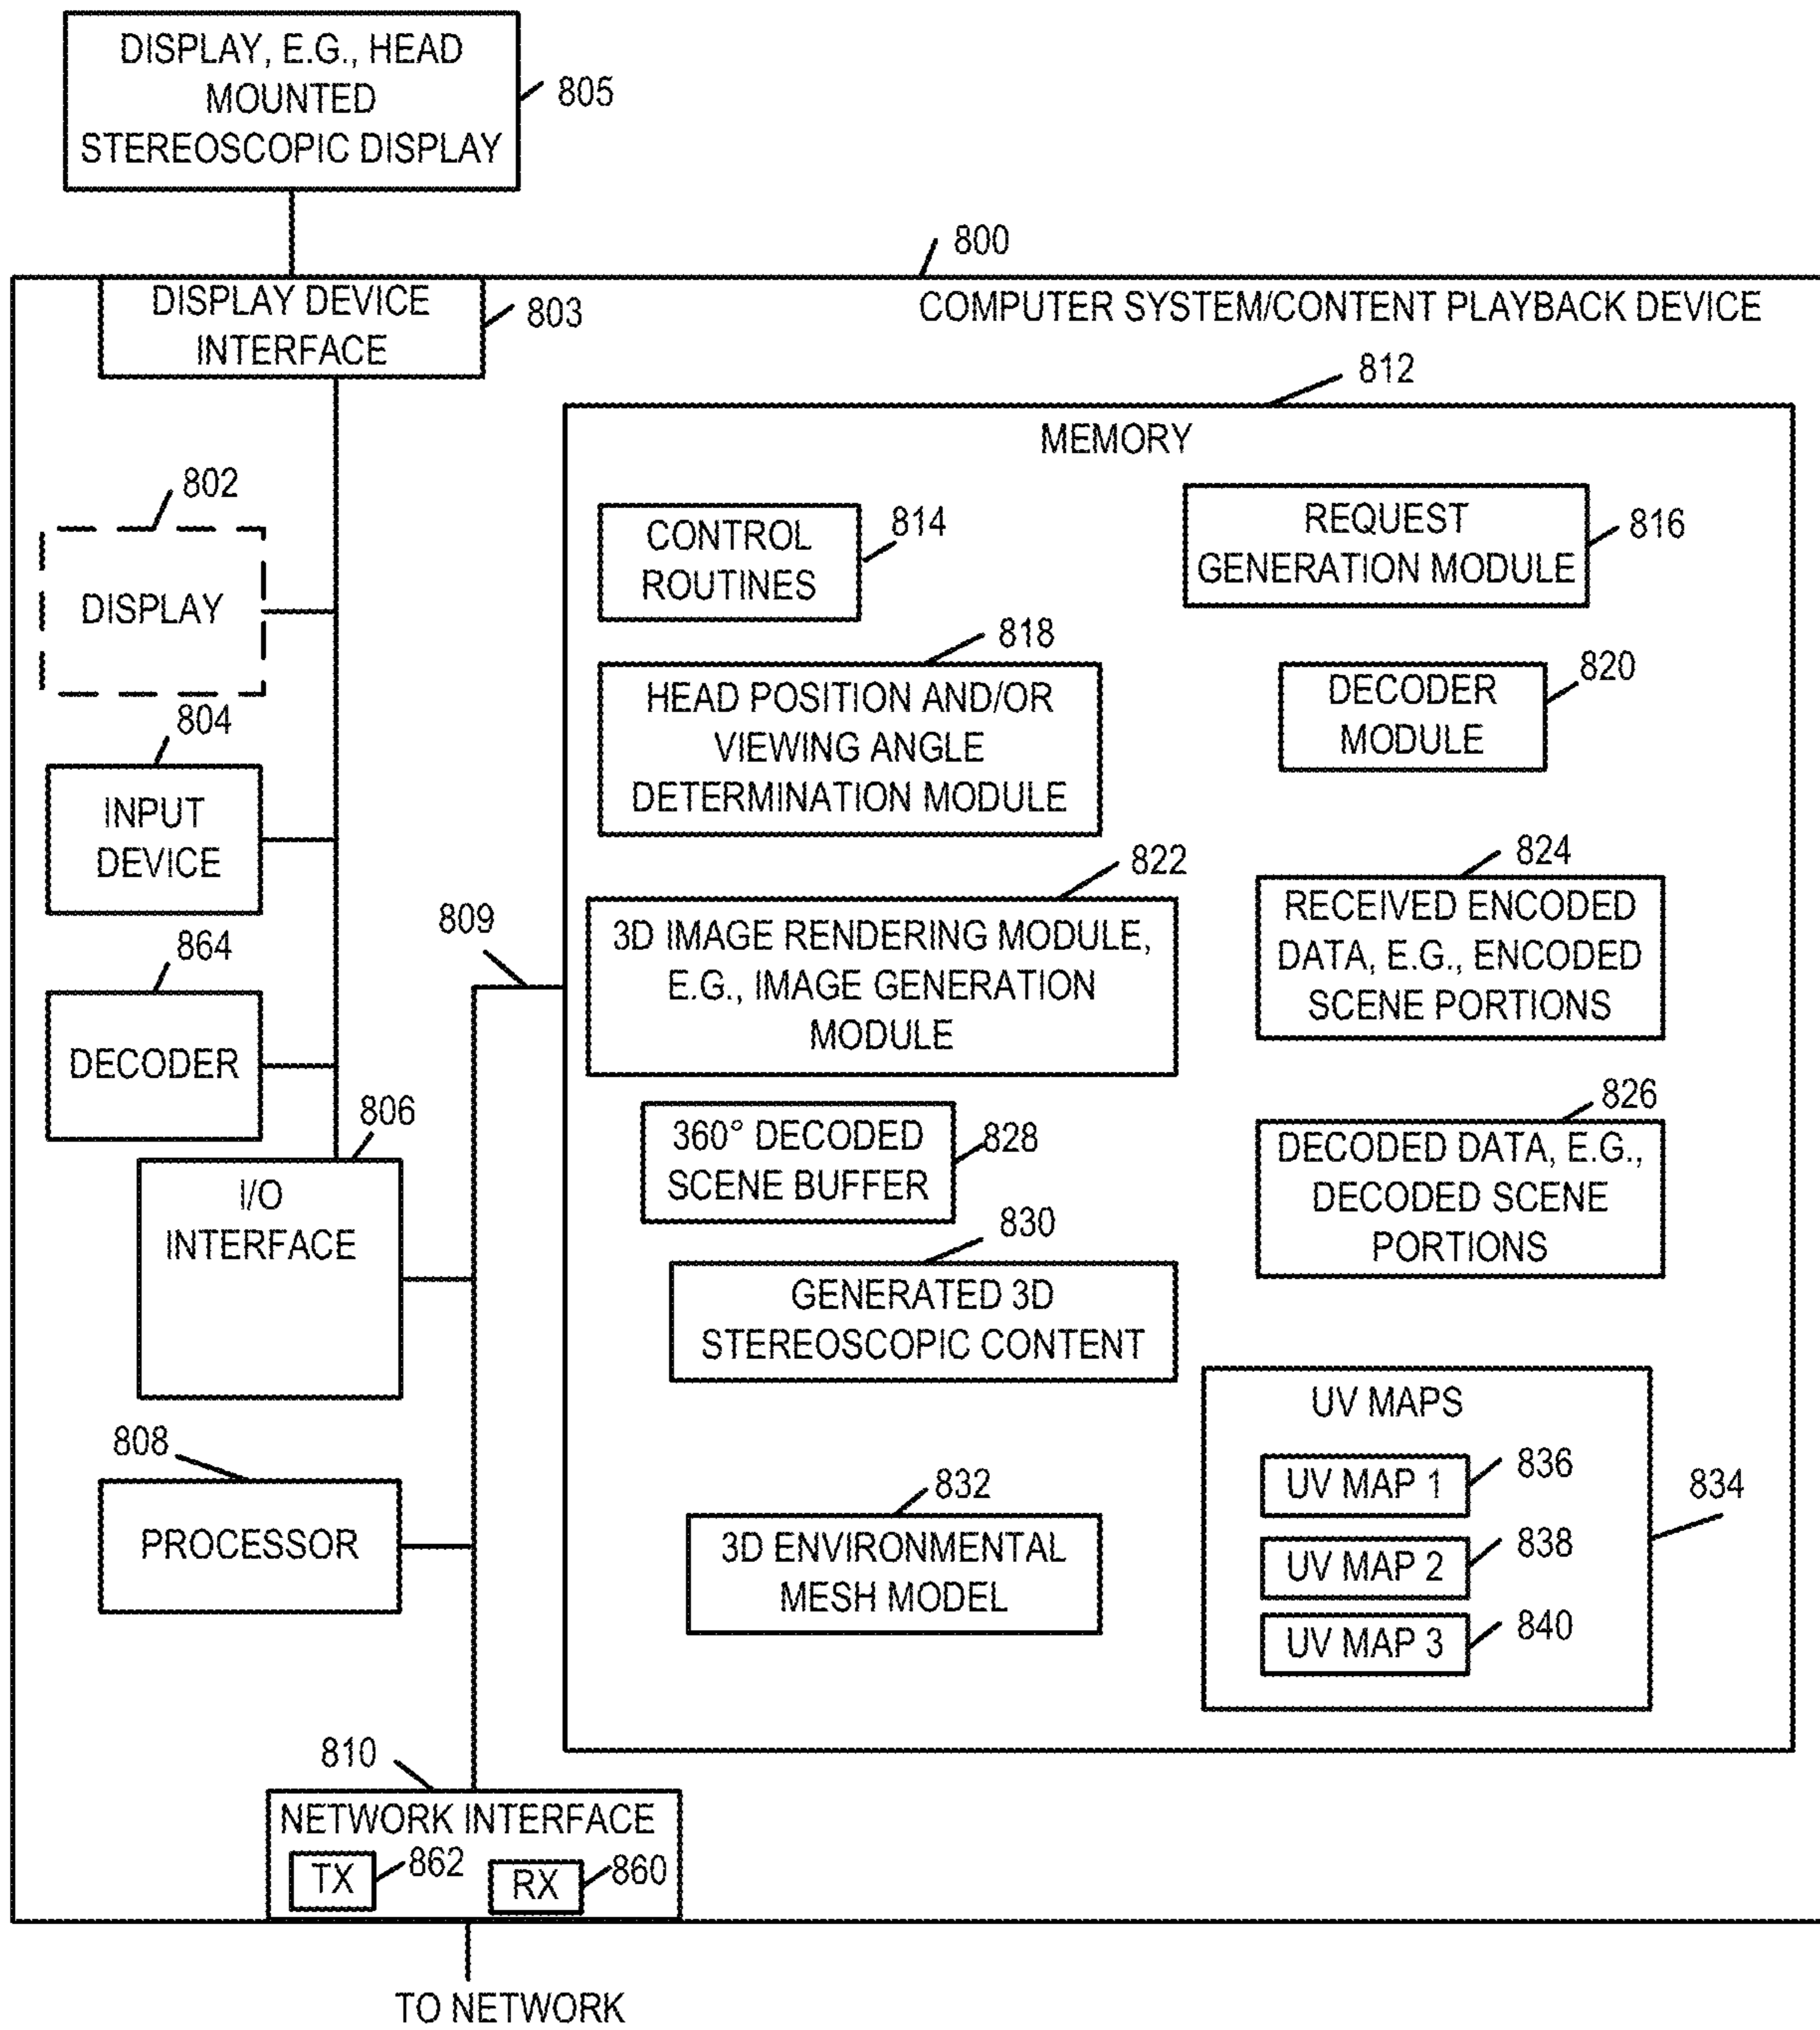 DISPLAY, E.G., HEAD
MOUNTED
STEREOSCOPIC DISPLAY
805
800
COMPUTER SYSTEM/CONTENT PLAYBACK DEVICE
DISPLAY DEVICE
INTERFACE
803
812
MEMORY
802
DISPLAY
804
INPUT
DEVICE
864
DECODER
806
I/O
INTERFACE
808
PROCESSOR
809
CONTROL
ROUTINES
814
REQUEST
GENERATION MODULE
816
818
HEAD POSITION AND/OR
VIEWING ANGLE
DETERMINATION MODULE
820
DECODER
MODULE
822
3D IMAGE RENDERING MODULE,
E.G., IMAGE GENERATION
MODULE
824
RECEIVED ENCODED
DATA, E.G., ENCODED
SCENE PORTIONS
360° DECODED
SCENE BUFFER
828
826
DECODED DATA, E.G.,
DECODED SCENE
PORTIONS
830
GENERATED 3D
STEREOSCOPIC CONTENT
832
3D ENVIRONMENTAL
MESH MODEL
UV MAPS
834
UV MAP 1
836
UV MAP 2
838
UV MAP 3
840
810
NETWORK INTERFACE
TX
862
RX
860
TO NETWORK